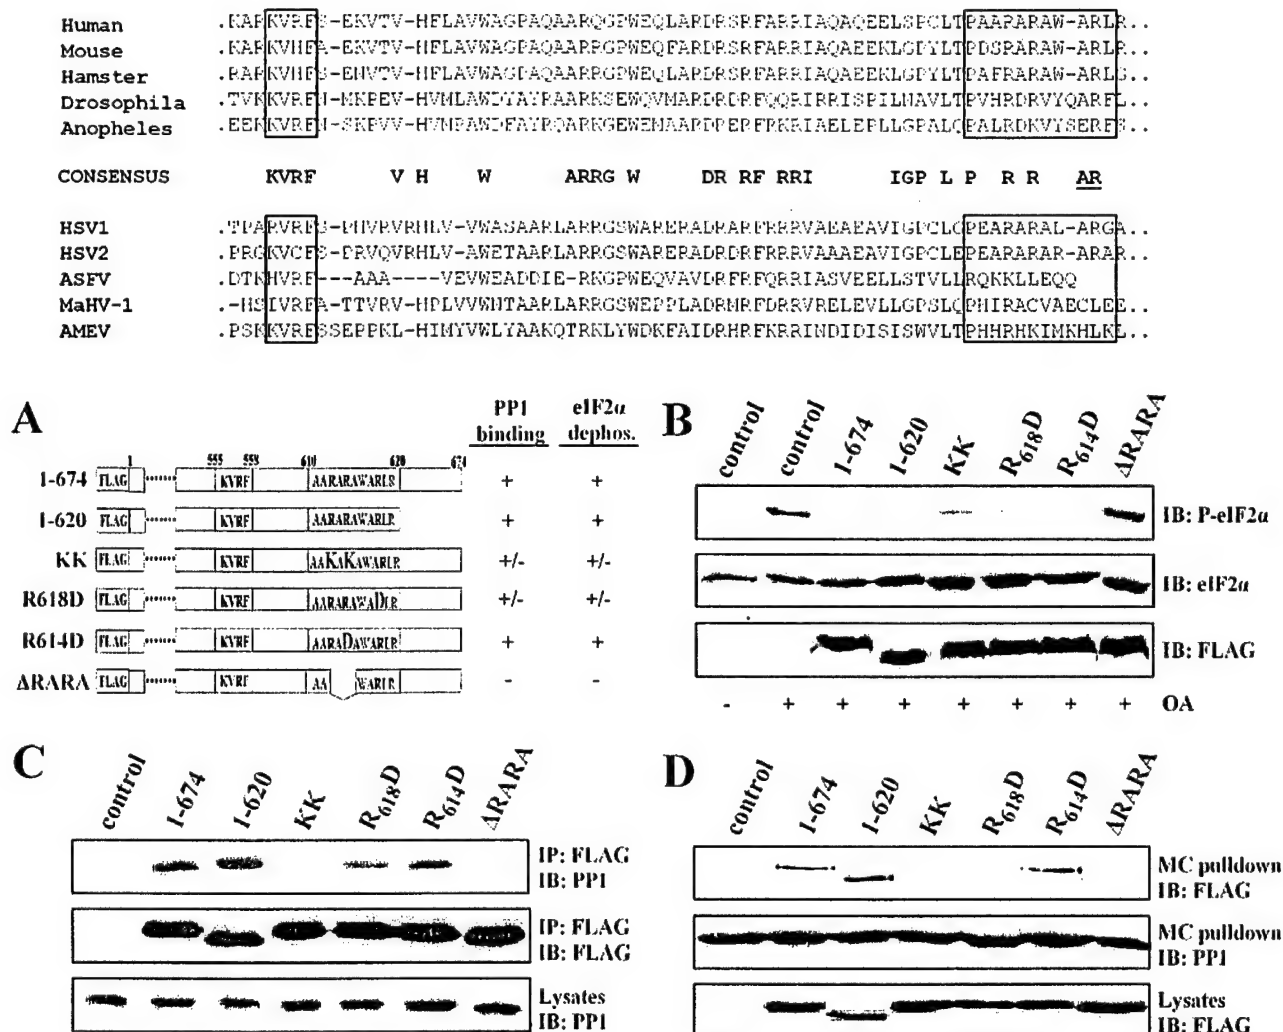 Human .KAPKVRFS-EKVTV-HFLAVWAGPAQAARQGPWEQLARDRSRFARRIAQAQEELSPCLTPAARARAW-ARLR..
Mouse .KARKVHFA-EKVTV-HFLAVWAGPAQAARRGPWEQFARDRSRFARRIAQAEEKLGPYLTPDSRARAW-ARLR..
Hamster .RARKVHFS-ENVTV-HFLAVWAGPAQAARRGPWEQLARDRSRFARRIAQAEEKLGPYLTPAFRARAW-ARLG..
Drosophila .TVKKVRFN-MKPEV-HVMLAWDYAYRAARKSEWQVMARDRDRFQQRIRRISPILNAVLTPVHRDRVYQARFL..
Anopheles .EEKKVRFN-SKPVV-HVMRAWDFAYRQARKGEWEMAARDRERFRKRIAELEPLLGPALQPALRDKVYSERFF..
CONSENSUS KVRF V H W ARRG W DR RF RRI IGP L P R R AR
HSV1 .TPARVRFS-PHVRVRHLV-VWASAARLARRGSWARERADRARFRRRVAEAEAVIGPCLGPEARARAL-ARGA..
HSV2 .PRGKVCFS-PRVQVRHLV-AWETAARLARRGSWARERADRDRFRRRVAAAEAVIGPCLEPEARARAR-ARAR..
ASFV .DTKHVRF---AAA----VEVWEADDIE-RKGPWEQVAVDRFRFQRRIASVEELLSTVLLRQKKLLEQQ
MaHV-1 .-HSIVRFA-TTVRV-HPLVVWNTAARLARRGSWEPPLADRMRFDRRVRELEVLLGPSLQPHIRACVAECLEE..
AMEV .PSKKVRFSSEPPKL-HIMYVWLYAAKQTRKLYWDKFAIDRHRFKRRINDIDISISWVLTPHHRHKIMKHLKL..
A
PP1 binding
eIF2α dephos.
1 555 558 610 620 674
1-674 FLAG KVRF AARARAWARLR + +
1-620 FLAG KVRF AARARAWARLR + +
KK FLAG KVRF AAKAKAWARLR +/- +/-
R618D FLAG KVRF AARARAWADLR +/- +/-
R614D FLAG KVRF AARADAWARLR + +
ΔRARA FLAG KVRF AA WARLR - -
B
control control 1-674 1-620 KK R618D R614D ΔRARA
IB: P-eIF2α
IB: eIF2α
IB: FLAG
- + + + + + + + OA
C
control 1-674 1-620 KK R618D R614D ΔRARA
IP: FLAG
IB: PP1
IP: FLAG
IB: FLAG
Lysates
IB: PP1
D
control 1-674 1-620 KK R618D R614D ΔRARA
MC pulldown
IB: FLAG
MC pulldown
IB: PP1
Lysates
IB: FLAG